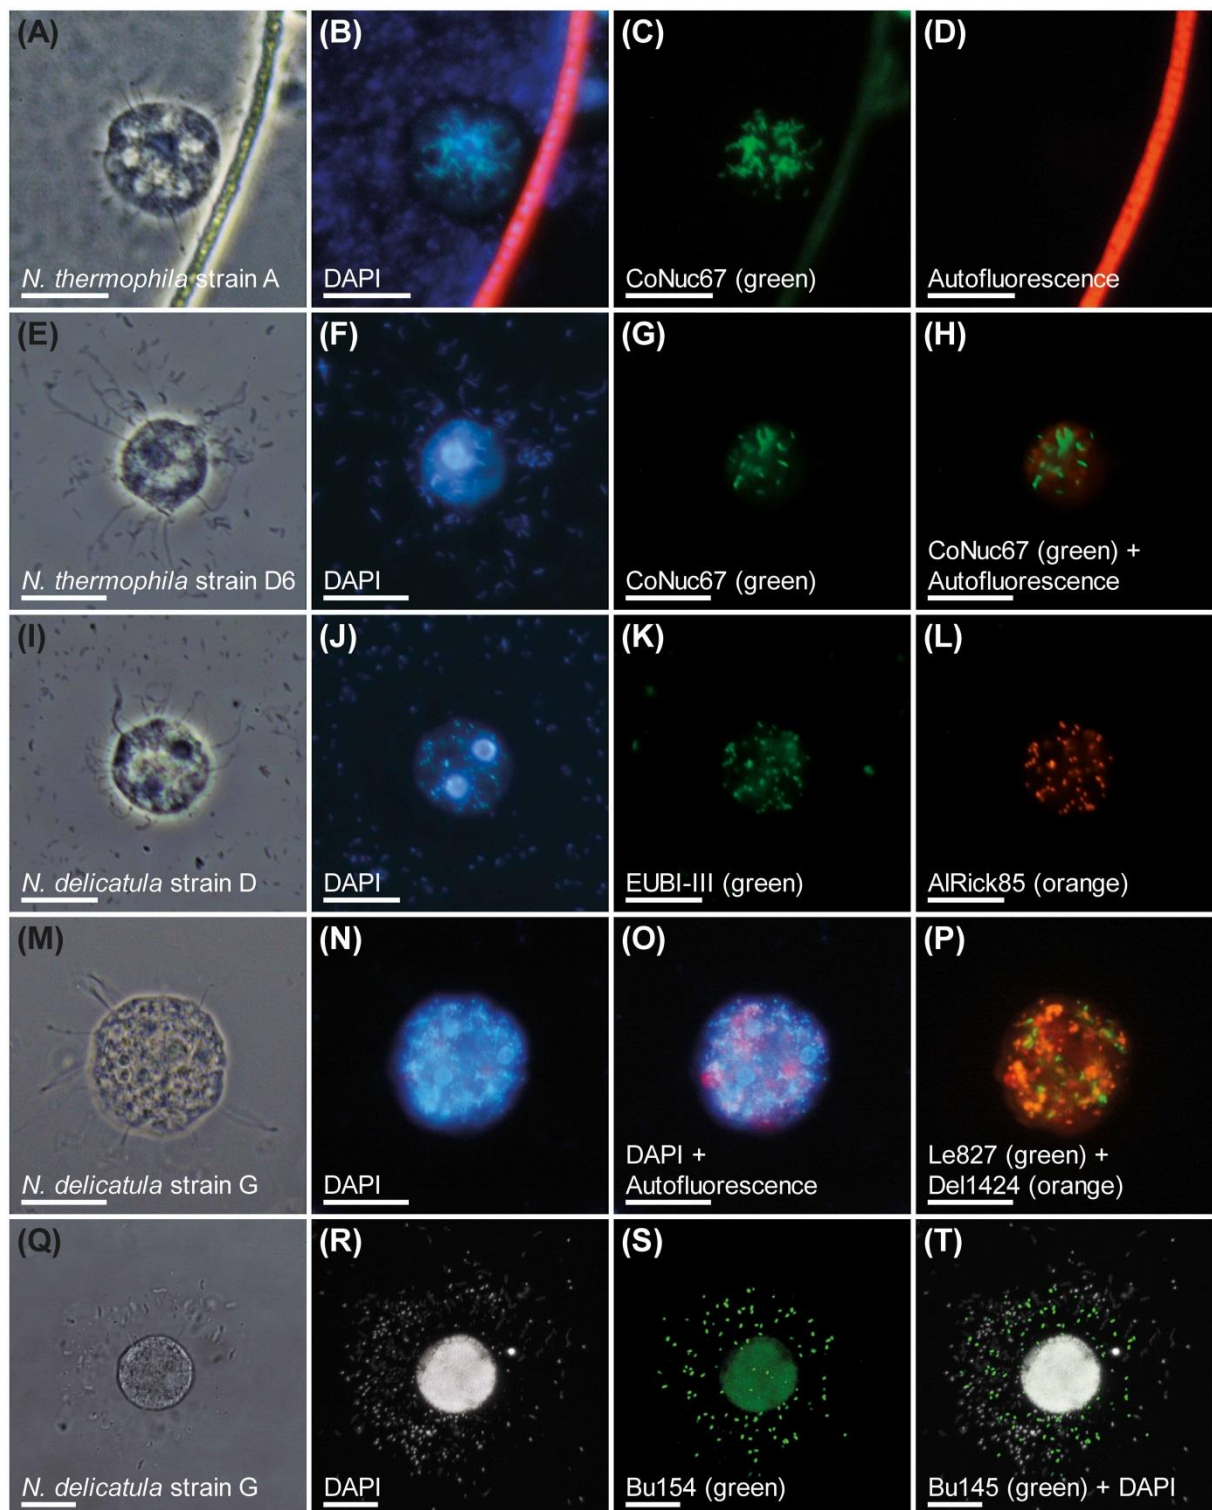 (A)
N. thermophila strain A
(B)
DAPI
(C)
CoNuc67 (green)
(D)
Autofluorescence
(E)
N. thermophila strain D6
(F)
DAPI
(G)
CoNuc67 (green)
(H)
CoNuc67 (green) +
Autofluorescence
(I)
N. delicatula strain D
(J)
DAPI
(K)
EUBI-III (green)
(L)
AlRick85 (orange)
(M)
N. delicatula strain G
(N)
DAPI
(O)
DAPI +
Autofluorescence
(P)
Le827 (green) +
Del1424 (orange)
(Q)
N. delicatula strain G
(R)
DAPI
(S)
Bu154 (green)
(T)
Bu145 (green) + DAPI